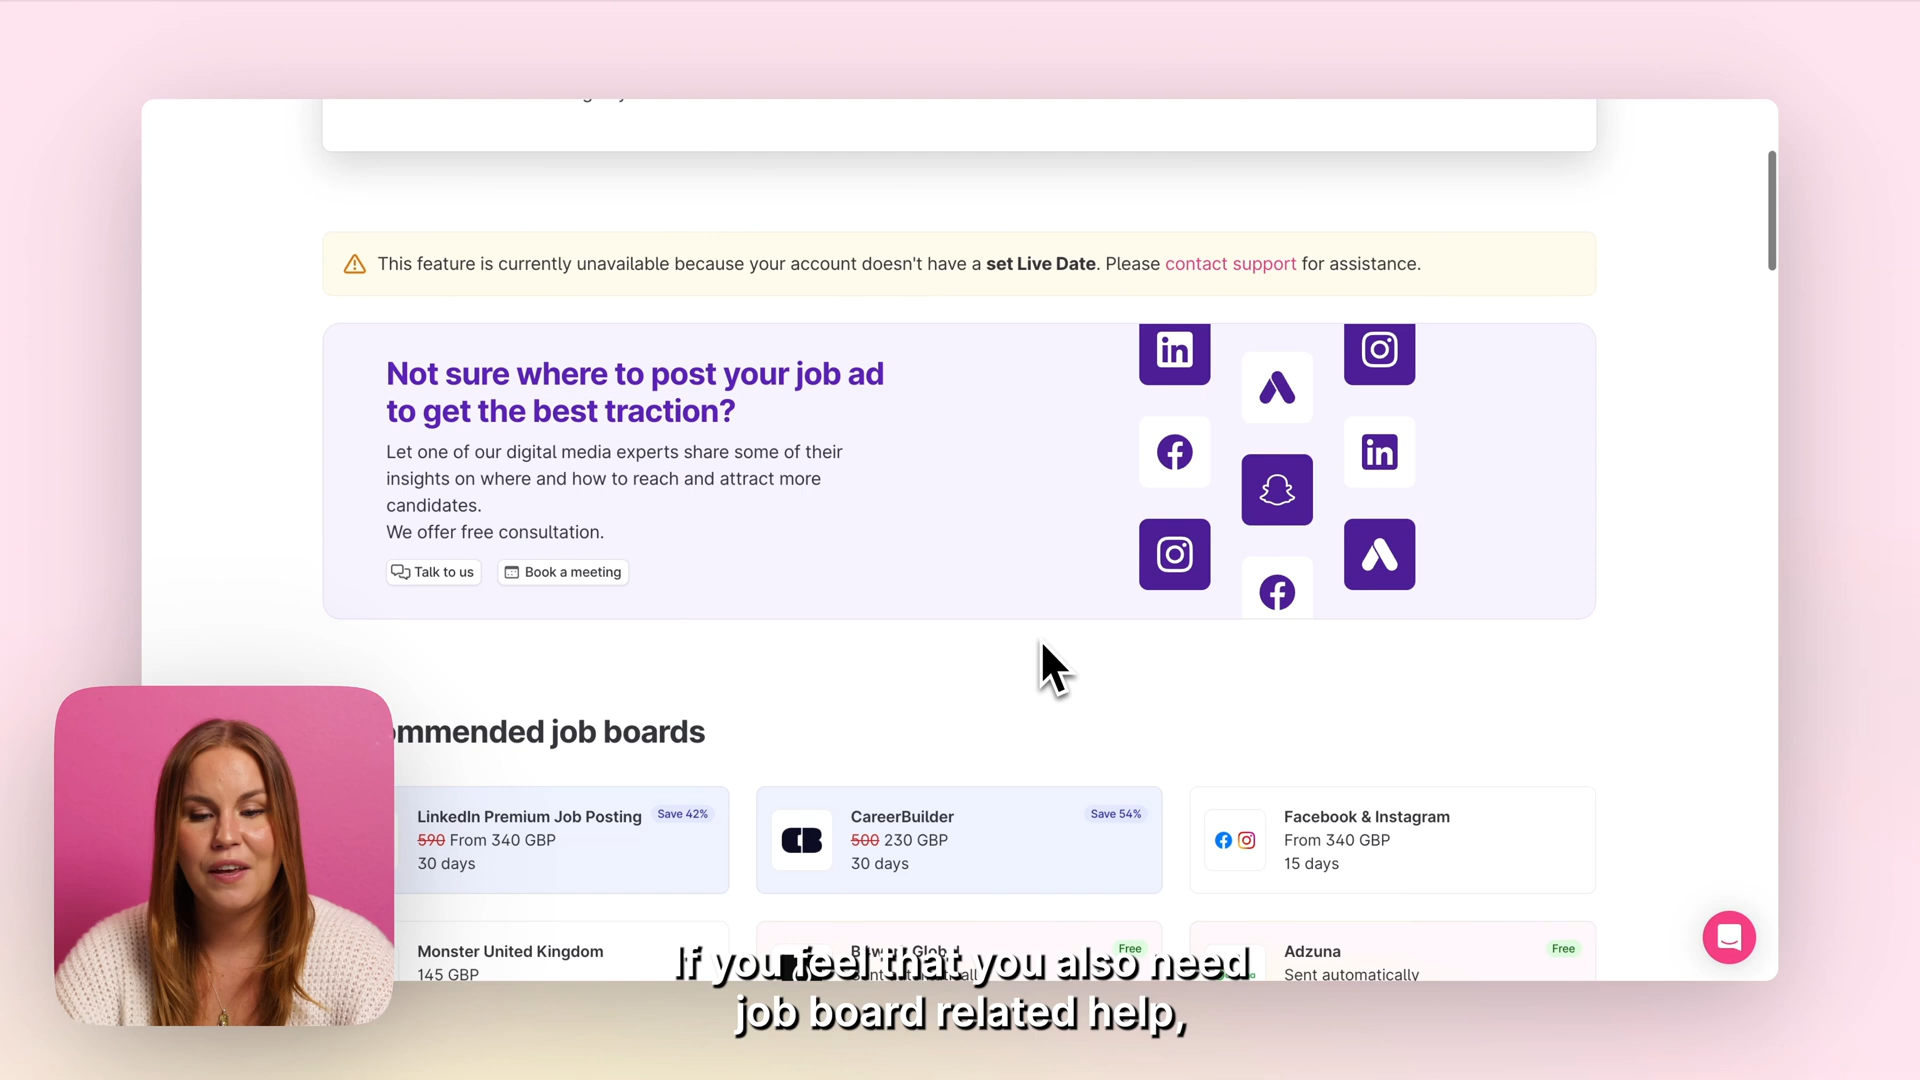 This feature is currently unavailable because your account doesn't have a set Live Date. Please contact support for assistance.
Not sure where to post your job ad
to get the best traction?
Let one of our digital media experts share some of their
insights on where and how to reach and attract more
candidates.
We offer free consultation.
Talk to us
Book a meeting
ommended job boards
LinkedIn Premium Job Posting
Save 42%
590 From 340 GBP
30 days
CareerBuilder
Save 54%
500 230 GBP
30 days
Facebook & Instagram
From 340 GBP
15 days
Monster United Kingdom
145 GBP
Free
Adzuna
Free
Sent automatically
If you feel that you also need
job board related help,